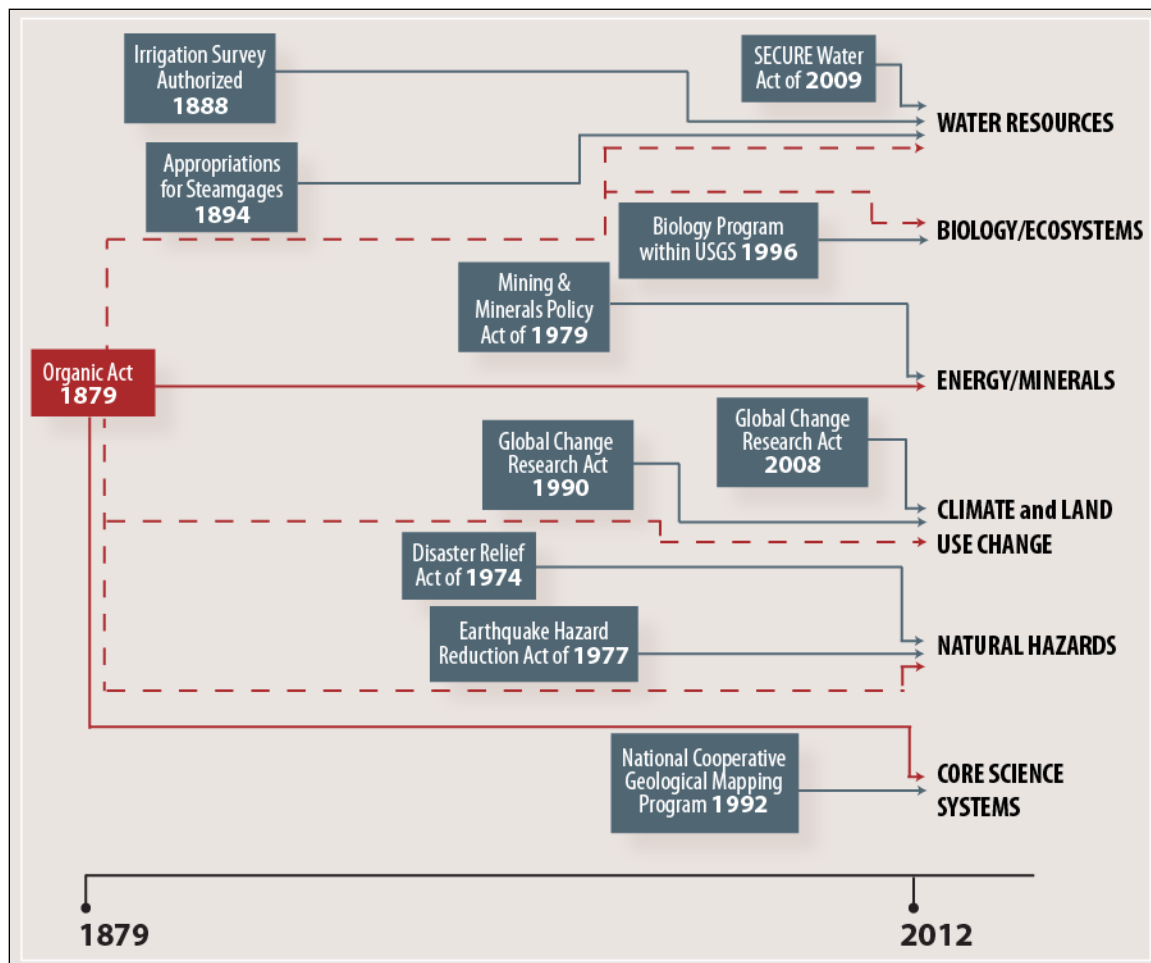 Irrigation Survey
Authorized
1888
SECURE Water
Act of 2009
WATER RESOURCES
Appropriations
for Steamgages
1894
Biology Program
within USGS 1996
BIOLOGY/ECOSYSTEMS
Mining &
Minerals Policy
Act of 1979
Organic Act
1879
ENERGY/MINERALS
Global Change
Research Act
2008
Global Change
Research Act
1990
CLIMATE and LAND
USE CHANGE
Disaster Relief
Act of 1974
Earthquake Hazard
Reduction Act of 1977
NATURAL HAZARDS
National Cooperative
Geological Mapping
Program 1992
CORE SCIENCE
SYSTEMS
1879
2012